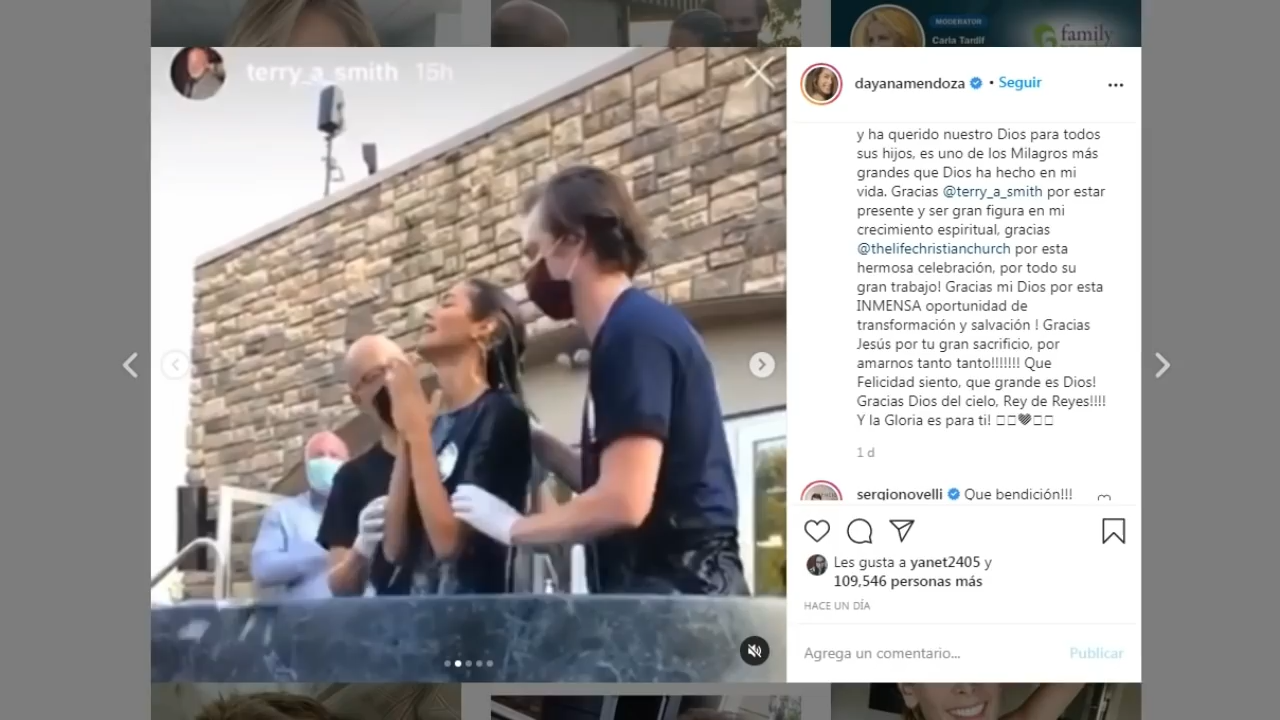 MODERATOR
Carla Tardif
family
terry_a_smith 15h
dayanamendoza • Seguir
y ha querido nuestro Dios para todos
sus hijos, es uno de los Milagros más
grandes que Dios ha hecho en mi
vida. Gracias @terry_a_smith por estar
presente y ser gran figura en mi
crecimiento espiritual, gracias
@thelifechristianchurch por esta
hermosa celebración, por todo su
gran trabajo! Gracias mi Dios por esta
INMENSA oportunidad de
transformación y salvación ! Gracias
Jesús por tu gran sacrificio, por
amarnos tanto tanto!!!!!!! Que
Felicidad siento, que grande es Dios!
Gracias Dios del cielo, Rey de Reyes!!!!
Y la Gloria es para ti! □□🖤□□
1 d
sergionovelli Que bendición!!!
Les gusta a yanet2405 y
109,546 personas más
HACE UN DÍA
Agrega un comentario... Publicar